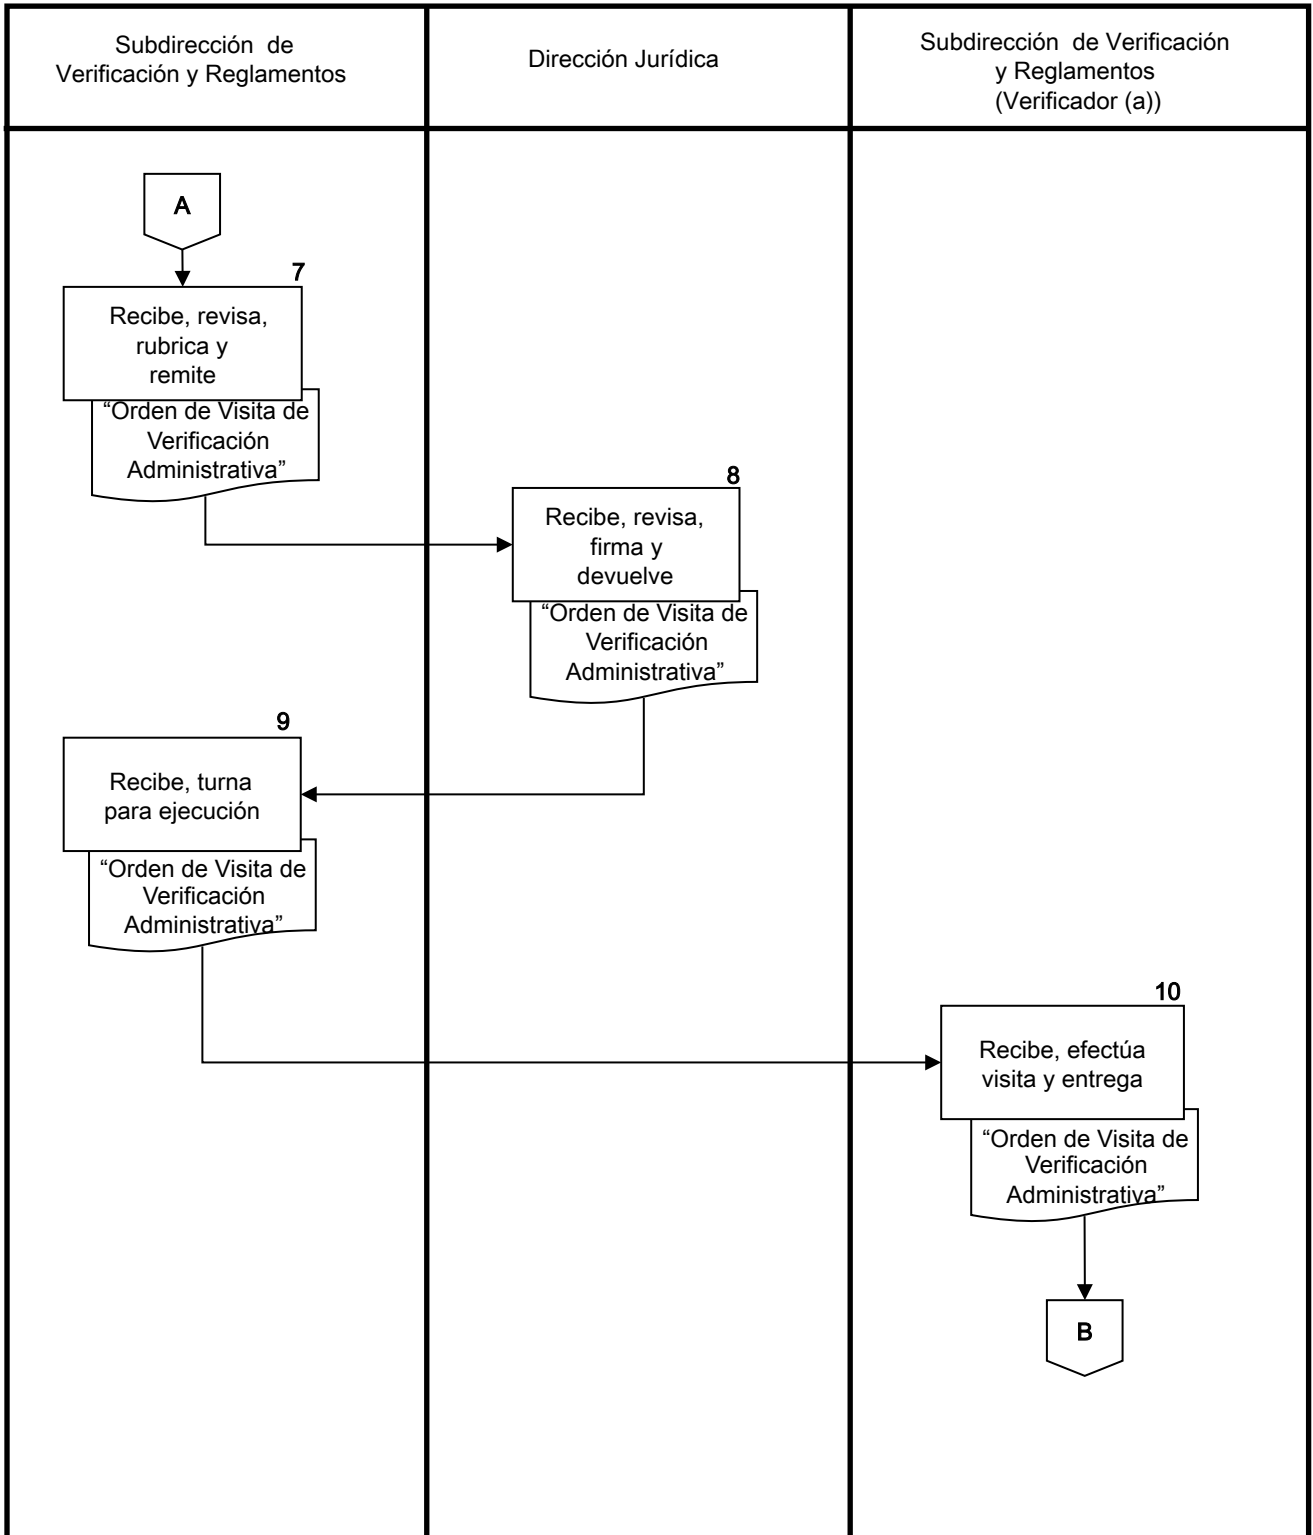 Subdirección de
Verificación y Reglamentos
Dirección Jurídica
Subdirección de Verificación
y Reglamentos
(Verificador (a))
A
7
Recibe, revisa,
rubrica y
remite
“Orden de Visita de
Verificación
Administrativa”
8
Recibe, revisa,
firma y
devuelve
“Orden de Visita de
Verificación
Administrativa”
9
Recibe, turna
para ejecución
“Orden de Visita de
Verificación
Administrativa”
10
Recibe, efectúa
visita y entrega
“Orden de Visita de
Verificación
Administrativa”
B